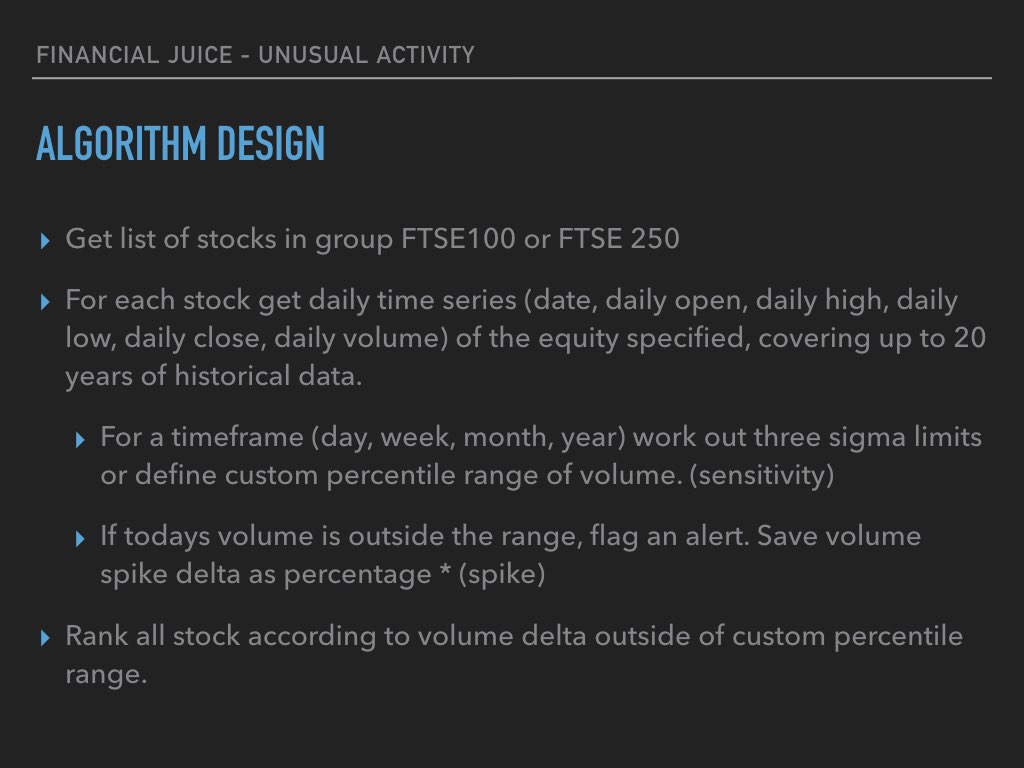 FINANCIAL JUICE - UNUSUAL ACTIVITY
ALGORITHM DESIGN
Get list of stocks in group FTSE100 or FTSE 250
For each stock get daily time series (date, daily open, daily high, daily
low, daily close, daily volume) of the equity specified, covering up to 20
years of historical data.
For a timeframe (day, week, month, year) work out three sigma limits
or define custom percentile range of volume. (sensitivity)
If todays volume is outside the range, flag an alert. Save volume
spike delta as percentage * (spike)
Rank all stock according to volume delta outside of custom percentile
range.